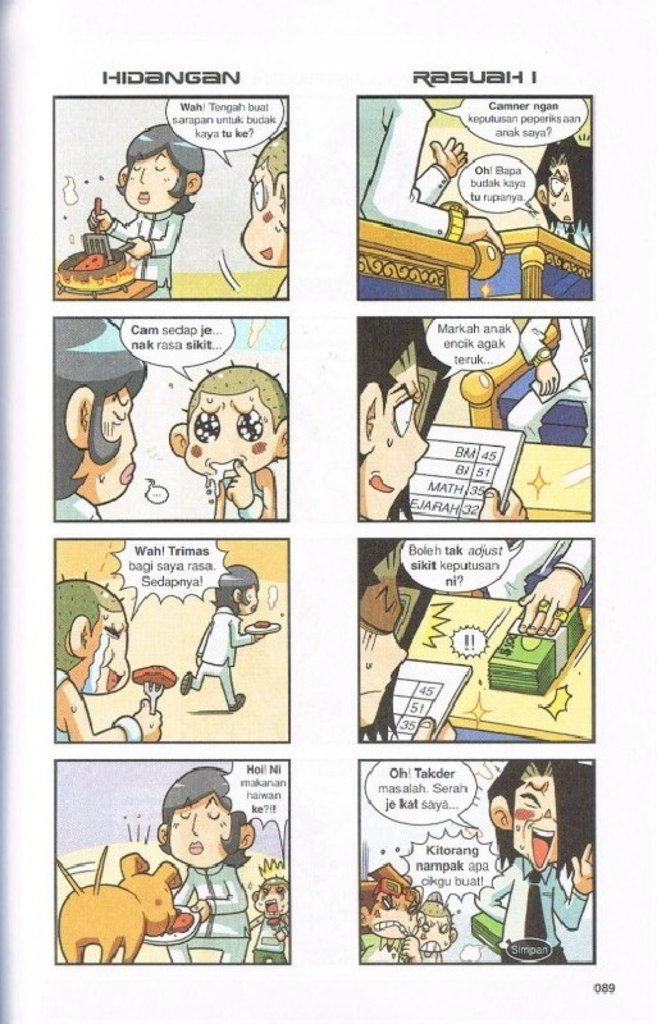 HIDANGAN
Wah! Tengah buat
sarapan untuk budak
kaya tu ke?
Cam sedap je...
nak rasa sikit...
...
Wah! Trimas
bagi saya rasa.
Sedapnya!
Hoi! Ni
makanan
haiwan
ke?!!
RASUAH 1
Camner ngan
keputusan peperiksaan
anak saya?
Oh! Bapa
budak kaya
tu rupanya.
Markah anak
encik agak
teruk...
BM 45
BI 51
MATH 35
EJARAH 32
Boleh tak adjust
sikit keputusan
ni?
!!
45
51
35
Oh! Takder
masalah. Serah
je kat saya...
Kitorang
nampak apa
cikgu buat!
Simpan
089